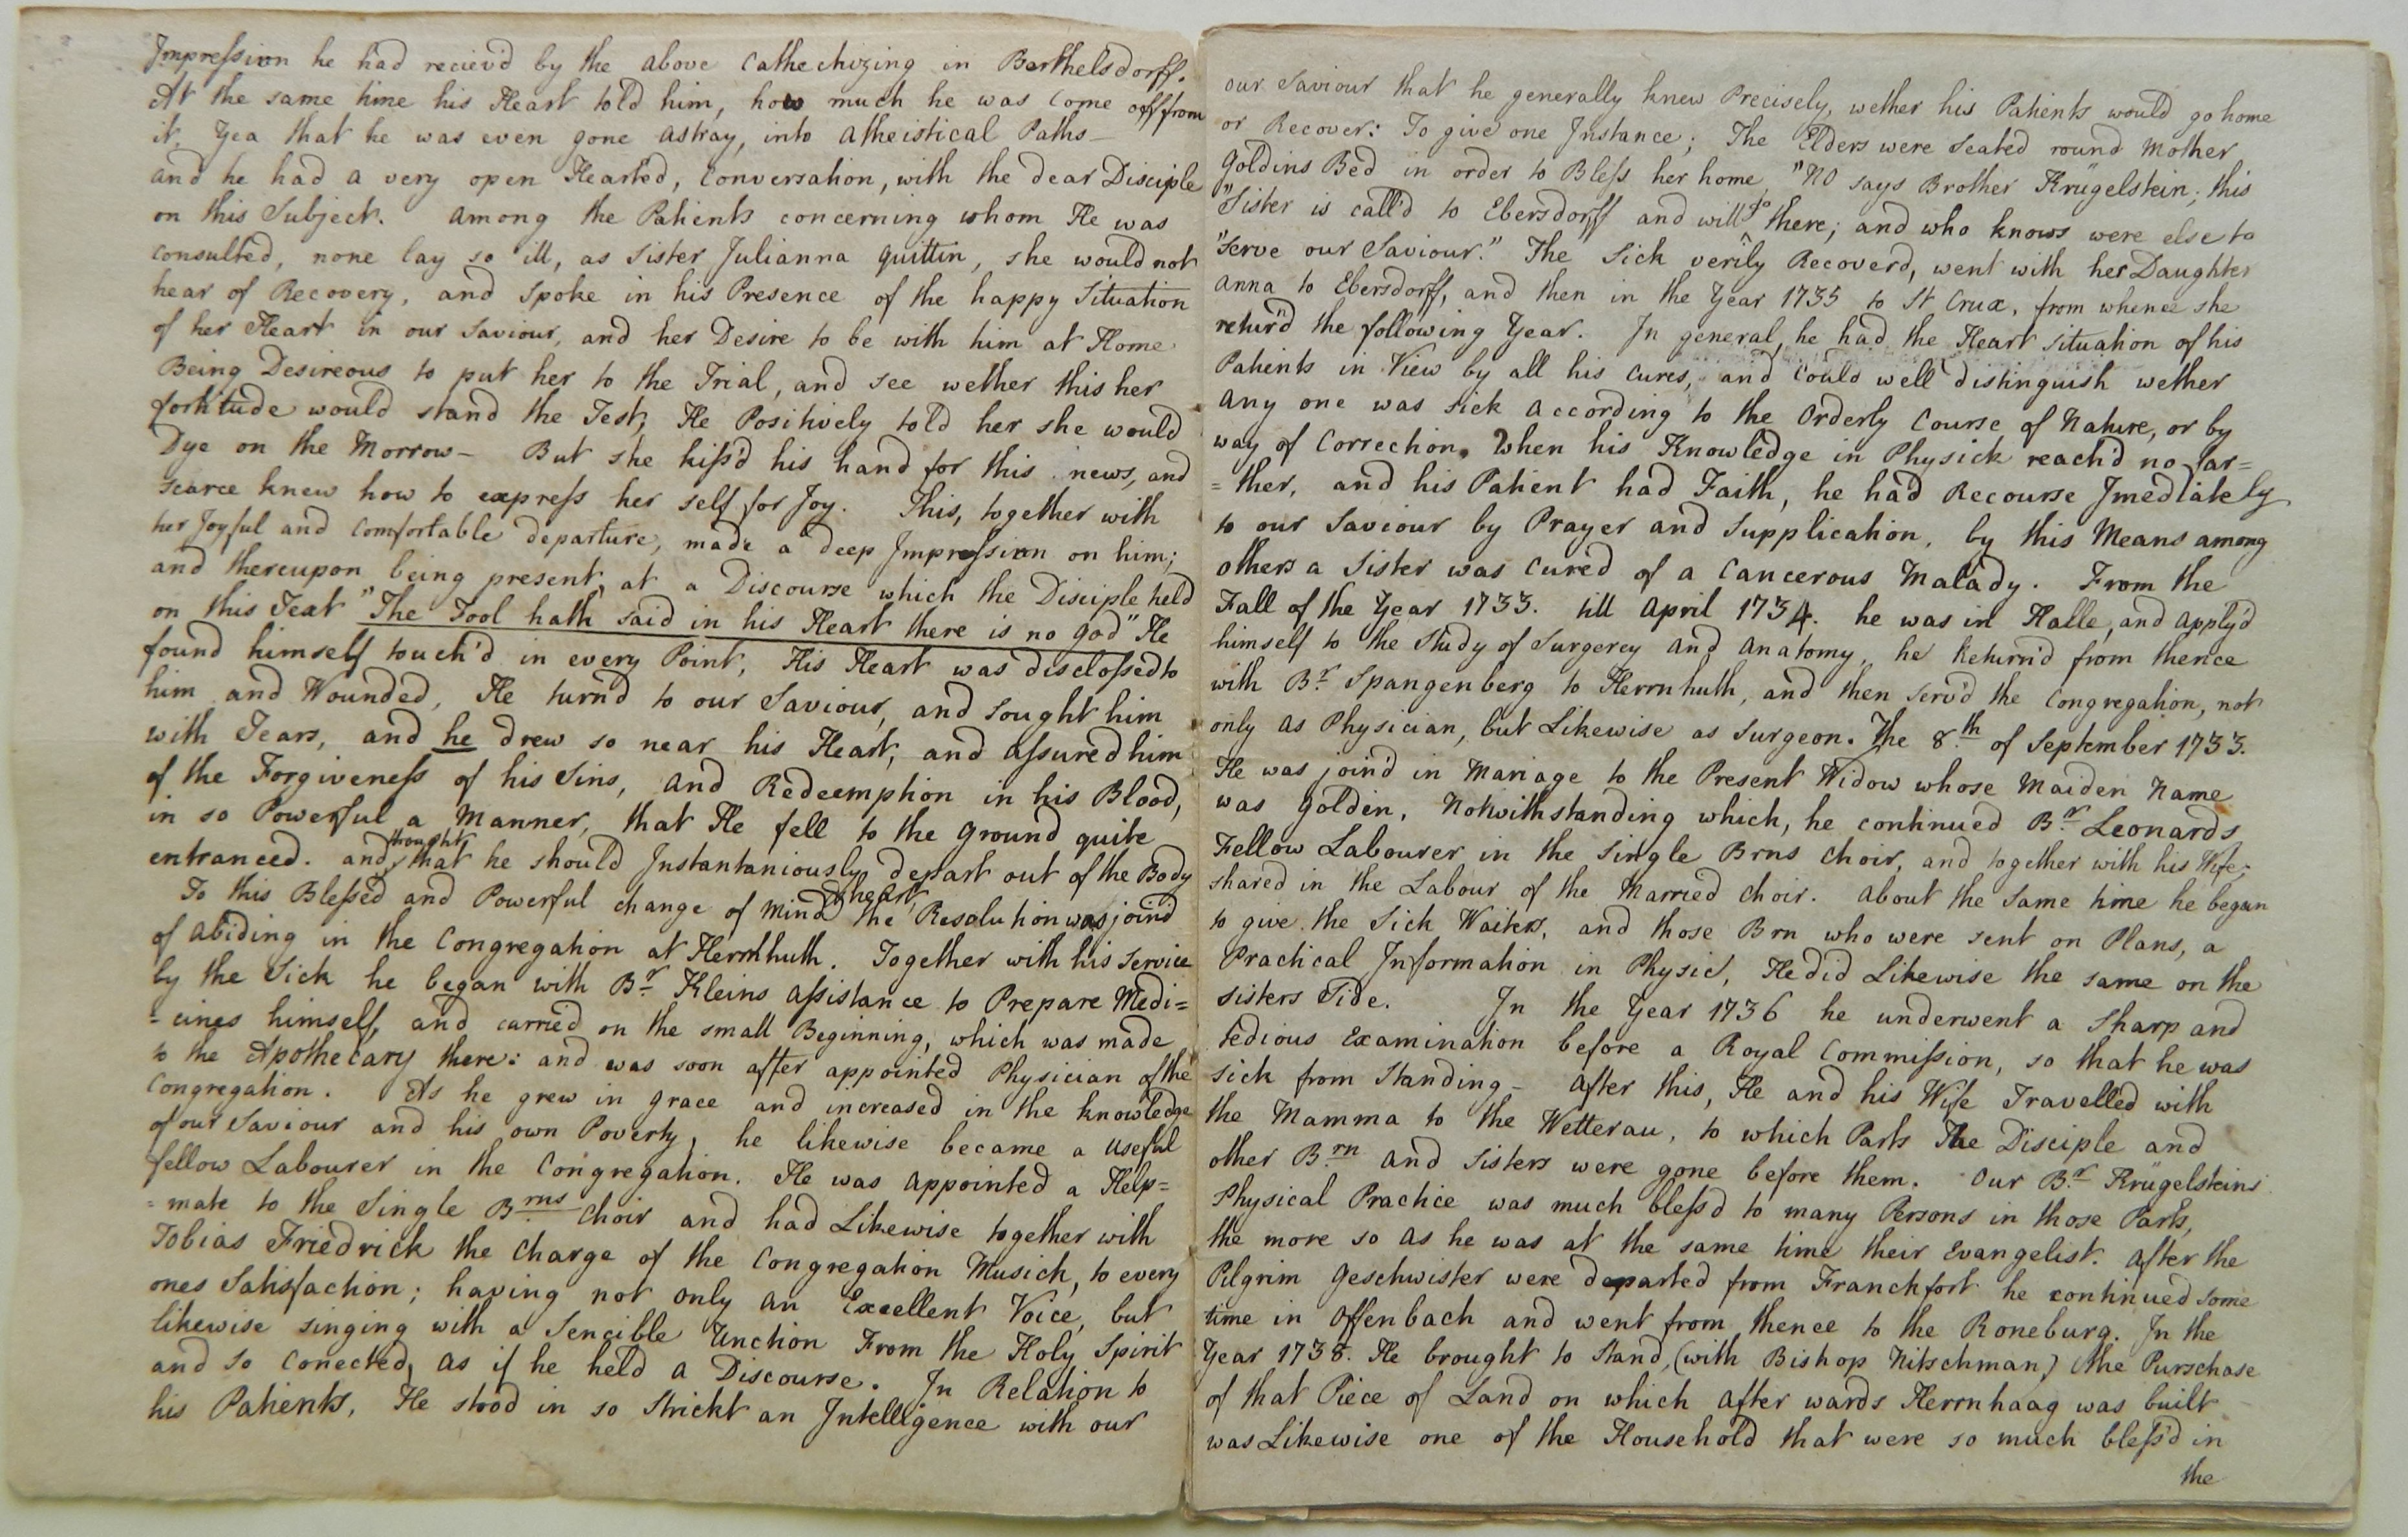 Impression he had reciev'd by the above Cathechizing in Barthelsdorff.
At the same time his Heart told him, how much he was come off from
it, Yea that he was even gone astray, into Atheistical Paths—
and he had a very open Hearted, Conversation, with the dear Disciple
on this Subject. Among the Patients concerning whom He was
Consulted, none lay so ill, as Sister Julianna Quittin, she would not
hear of Recovery, and Spoke in his Presence of the happy Situation
of her Heart in our Saviour, and her Desire to be with him at Home
Being Desireous to put her to the Trial, and see wether this her
fortitude would stand the Test, He Positively told her she would
Dye on the Morrow— But she kiss'd his hand for this news, and
scarce knew how to express her self for Joy. This, together with
her Joyful and Comfortable departure, made a deep Impression on him;
and thereupon being present, at a Discourse which the Disciple held
on this Text "The Fool hath said in his Heart there is no God" He
found himself touch'd in every Point, His Heart was disclossed to
him and Wounded, He turn'd to our Saviour, and sought him
with Tears, and he drew so near his Heart, and assured him
of the Forgiveness of his Sins, and Redeemption in his Blood,
in so Powerful a Manner, that He fell to the Ground quite
entranced. and thought that he should Instantaniously depart out of the Body
To this Blessed and Powerful change of Mind & heart the Resolution was join'd
of abiding in the Congregation at Herrnhuth. Together with his Service
by the Sick he began with Br Kleins assistance to Prepare Medi=
=cines himself, and carried on the small Beginning, which was made
to the Apothecary there: and was soon after appointed Physician of the
Congregation. As he grew in grace and increased in the knowledge
of our Saviour and his own Poverty, he likewise became a useful
fellow Labourer in the Congregation. He was appointed a Help=
=mate to the Single Brns Choir and had Likewise together with
Tobias Friedrick the Charge of the Congregation Musick, to every
ones Satisfaction; having not only an Excellent Voice, but
likewise singing with a Sencible Unction From the Holy Spirit
and so Conected, as if he held a Discourse. In Relation to
his Patients, He stood in so Strickt an Intelligence with our
our Saviour that he generally knew Precisely, wether his Patients would go home
or Recover: To give one Instance; The Elders were Seated round Mother
Goldins Bed in order to Bless her home, "No says Brother Krügelstein; this
"Sister is call'd to Ebersdorff and will go there; and who knows were else to
"serve our Saviour." The Sick verily Recover'd, went with her Daughter
Anna to Ebersdorff, and then in the Year 1735 to St Crux, from whence she
return'd the following Year. In general, he had the Heart situation of his
Patients in View by all his cures, and Could well distinguish wether
any one was sick according to the Orderly Course of Nature, or by
way of Correction. When his Knowledge in Physick reach'd no far=
=ther, and his Patient had Faith, he had Recourse Imediately
to our Saviour by Prayer and Supplication, by this Means among
others a Sister was Cured of a Cancerous Malady. From the
Fall of the Year 1733. till April 1734. he was in Halle, and apply'd
himself to the Study of Surgerey and Anatomy, he Return'd from thence
with Br Spangenberg to Herrnhuth, and then serv'd the Congregation, not
only as Physician, but Likewise as Surgeon. The 8th of September 1733.
He was join'd in Mariage to the Present Widow whose Maiden Name
was Goldin, Notwithstanding which, he continued Br Leonards
Fellow Labourer in the Single Brns Choir, and together with his Wife,
shared in the Labour of the Married Choir. About the Same time he began
to give the Sick Waiters, and those Brn who were sent on Plans, a
Practical Information in Physic, He did Likewise the same on the
Sisters Side. In the Year 1736 he underwent a Sharp and
tedious Examination before a Royal Commission, so that he was
Sick from Standing— After this, He and his Wife Travelled with
the Mamma to the Wetterau, to which Parts The Disciple and
other Brn and Sisters were gone before them. Our Br Krügelsteins
Physical Practice was much bless'd to many Persons in those Parts,
the more so as he was at the same time their Evangelist. After the
Pilgrim Geschwister were departed from Franckfort he continued some
time in Offenbach and went from thence to the Roneburg. In the
Year 1738. He brought to Stand, (with Bishop Nitschman) the Purschase
of that Piece of Land on which after wards Herrnhaag was built
was Likewise one of the Household that were so much bless'd in
the